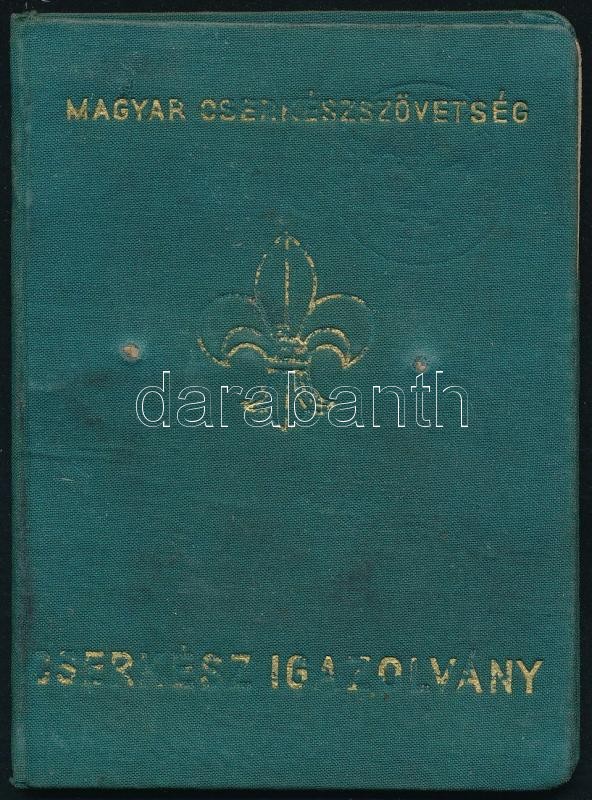 MAGYAR CSERKÉSZSZÖVETSÉG
darabanth
CSERKÉSZ IGAZOLVÁNY